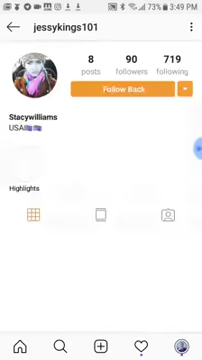 73% 3:49 PM
jessykings101
8 90 719
posts followers following
Follow Back
Stacywilliams
USA
Highlights